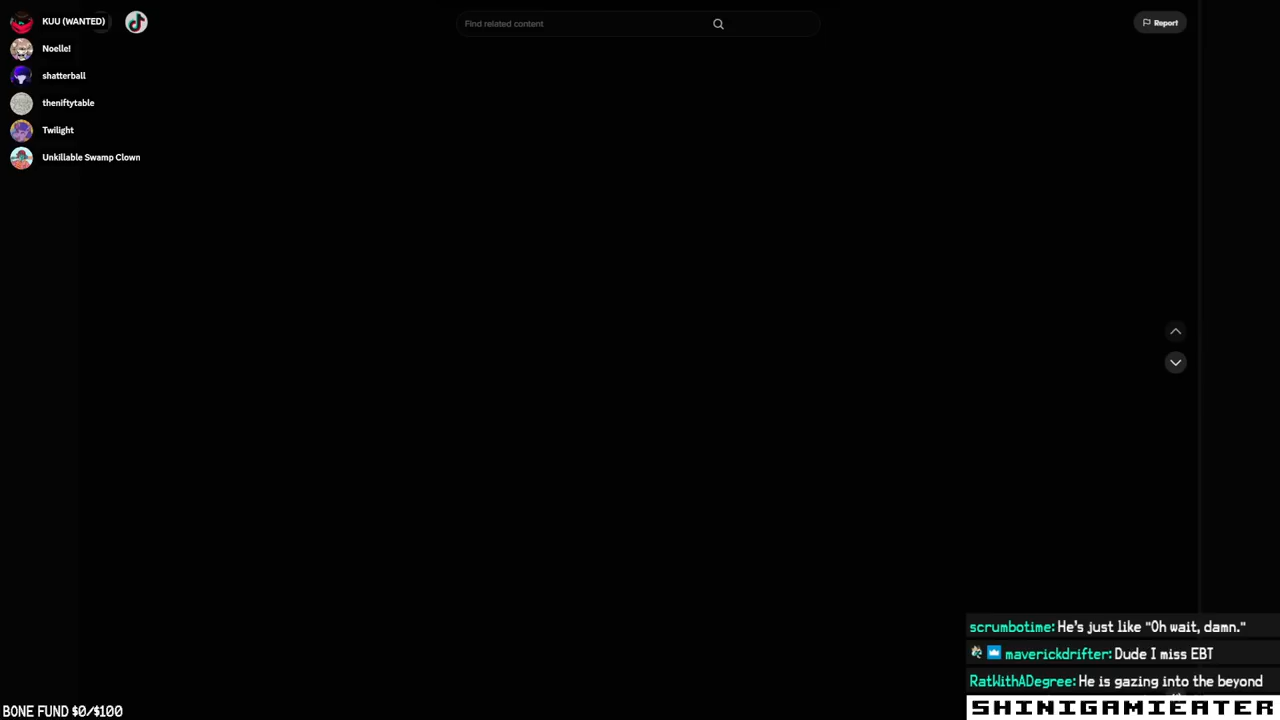 KUU (WANTED)
Find related content
Report
Noelle!
shatterball
theniftytable
Twilight
Unkillable Swamp Clown
scrumbotime: He's just like "Oh wait, damn."
maverickdrifter: Dude I miss EBT
RatWithADegree: He is gazing into the beyond
SHINIGAMIEATER
BONE FUND $0/$100